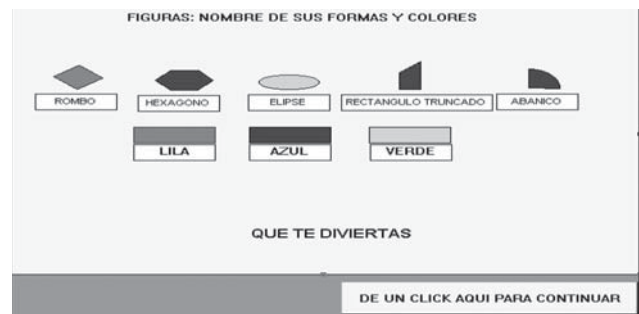 FIGURAS: NOMBRE DE SUS FORMAS Y COLORES
ROMBO HEXAGONO ELIPSE RECTANGULO TRUNCADO ABANICO
LILA AZUL VERDE
QUE TE DIVIERTAS
DE UN CLICK AQUI PARA CONTINUAR